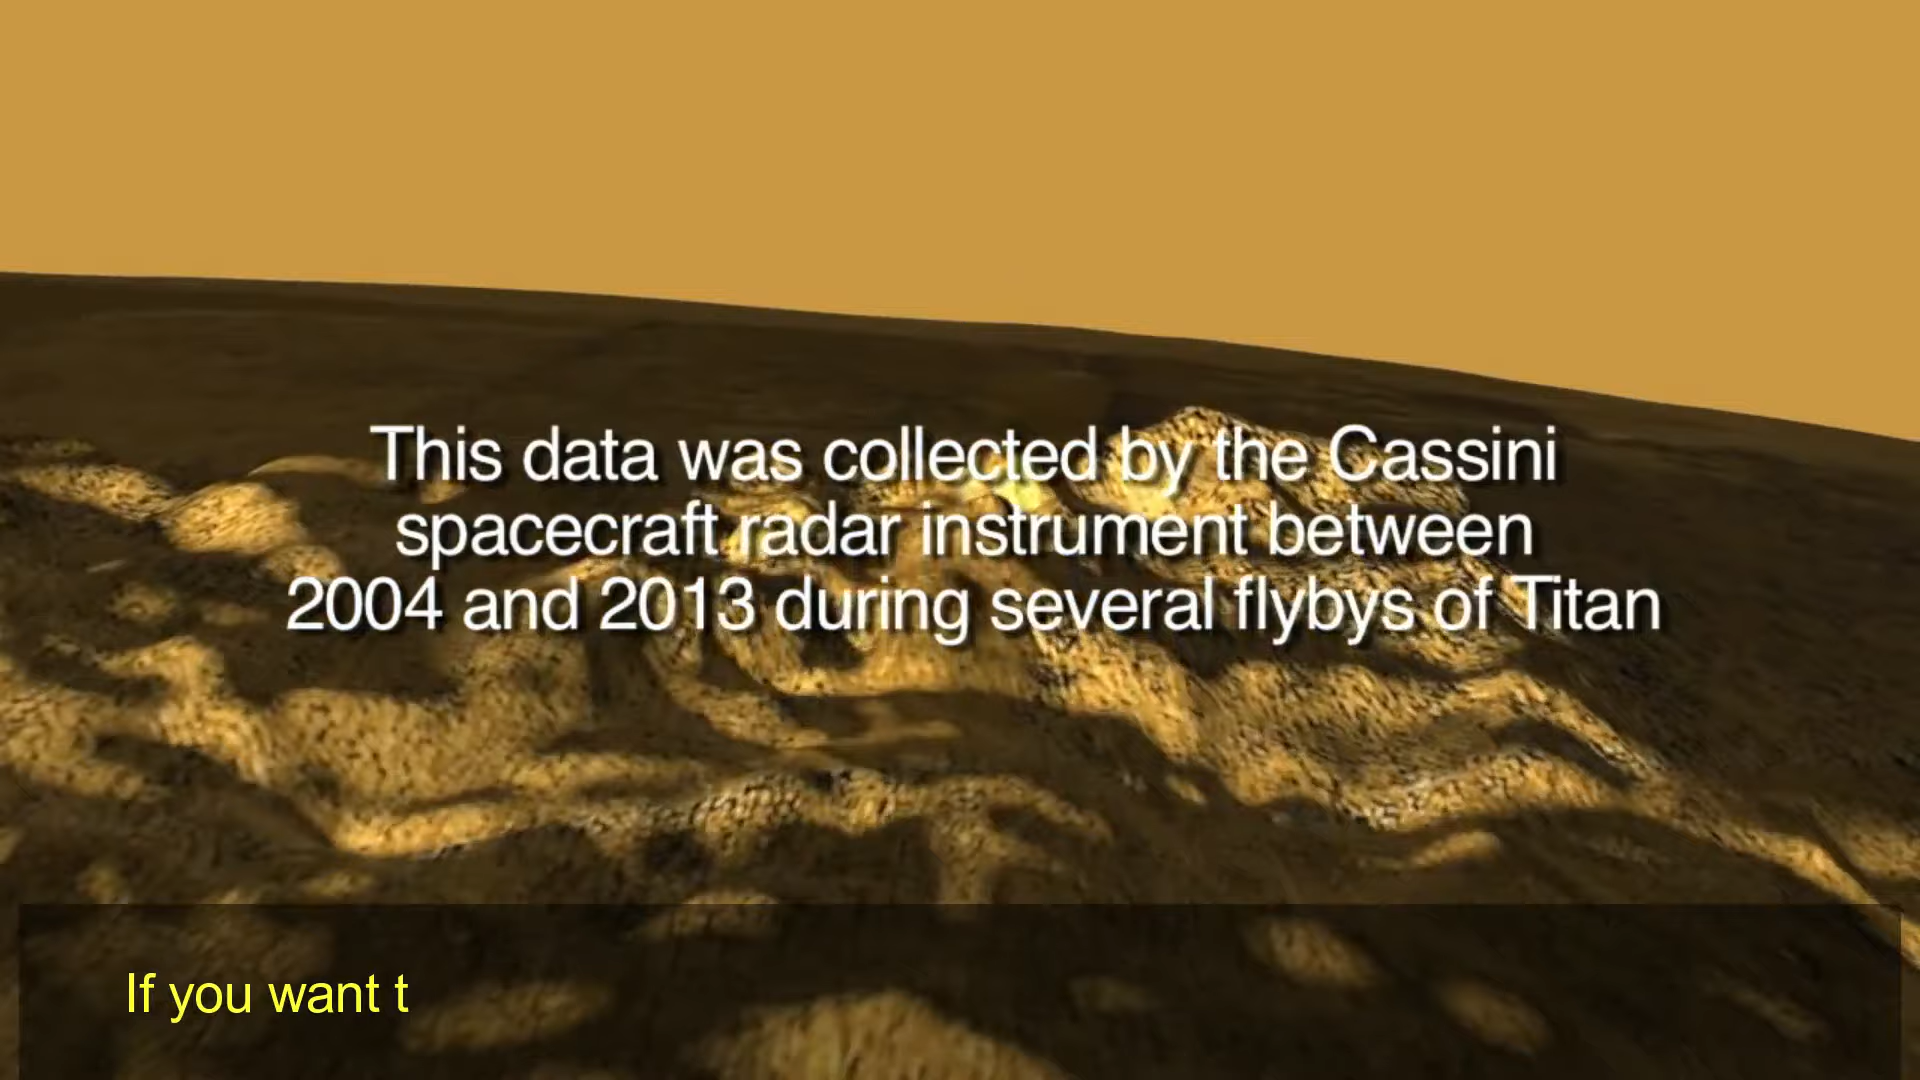 This data was collected by the Cassini
spacecraft radar instrument between
2004 and 2013 during several flybys of Titan
If you want t